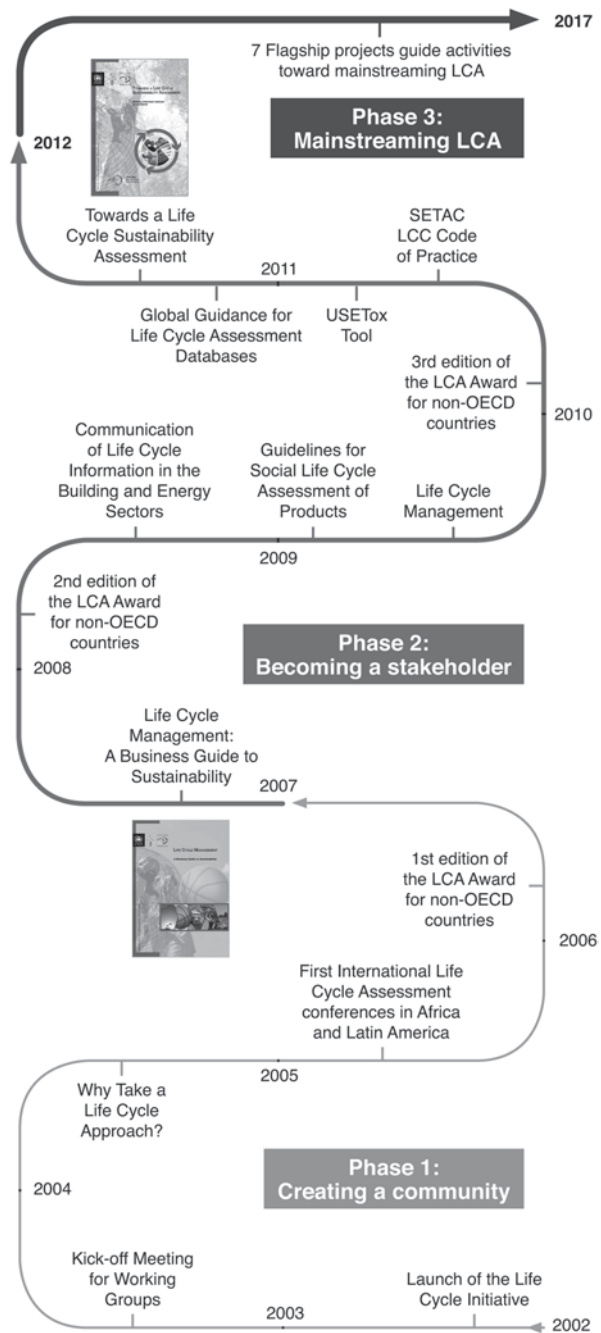 2017
7 Flagship projects guide activities
toward mainstreaming LCA
Phase 3:
Mainstreaming LCA
2012
Towards a Life
Cycle Sustainability
Assessment
SETAC
LCC Code
of Practice
2011
Global Guidance for
Life Cycle Assessment
Databases
USETox
Tool
3rd edition of
the LCA Award
for non-OECD
countries
2010
Communication
of Life Cycle
Information in the
Building and Energy
Sectors
Guidelines for
Social Life Cycle
Assessment of
Products
Life Cycle
Management
2009
2nd edition of
the LCA Award
for non-OECD
countries
2008
Phase 2:
Becoming a stakeholder
Life Cycle
Management:
A Business Guide to
Sustainability
2007
LIFE CYCLE MANAGEMENT
1st edition of
the LCA Award
for non-OECD
countries
2006
First International Life
Cycle Assessment
conferences in Africa
and Latin America
2005
Why Take a
Life Cycle
Approach?
Phase 1:
Creating a community
2004
Kick-off Meeting
for Working
Groups
Launch of the Life
Cycle Initiative
2003
2002